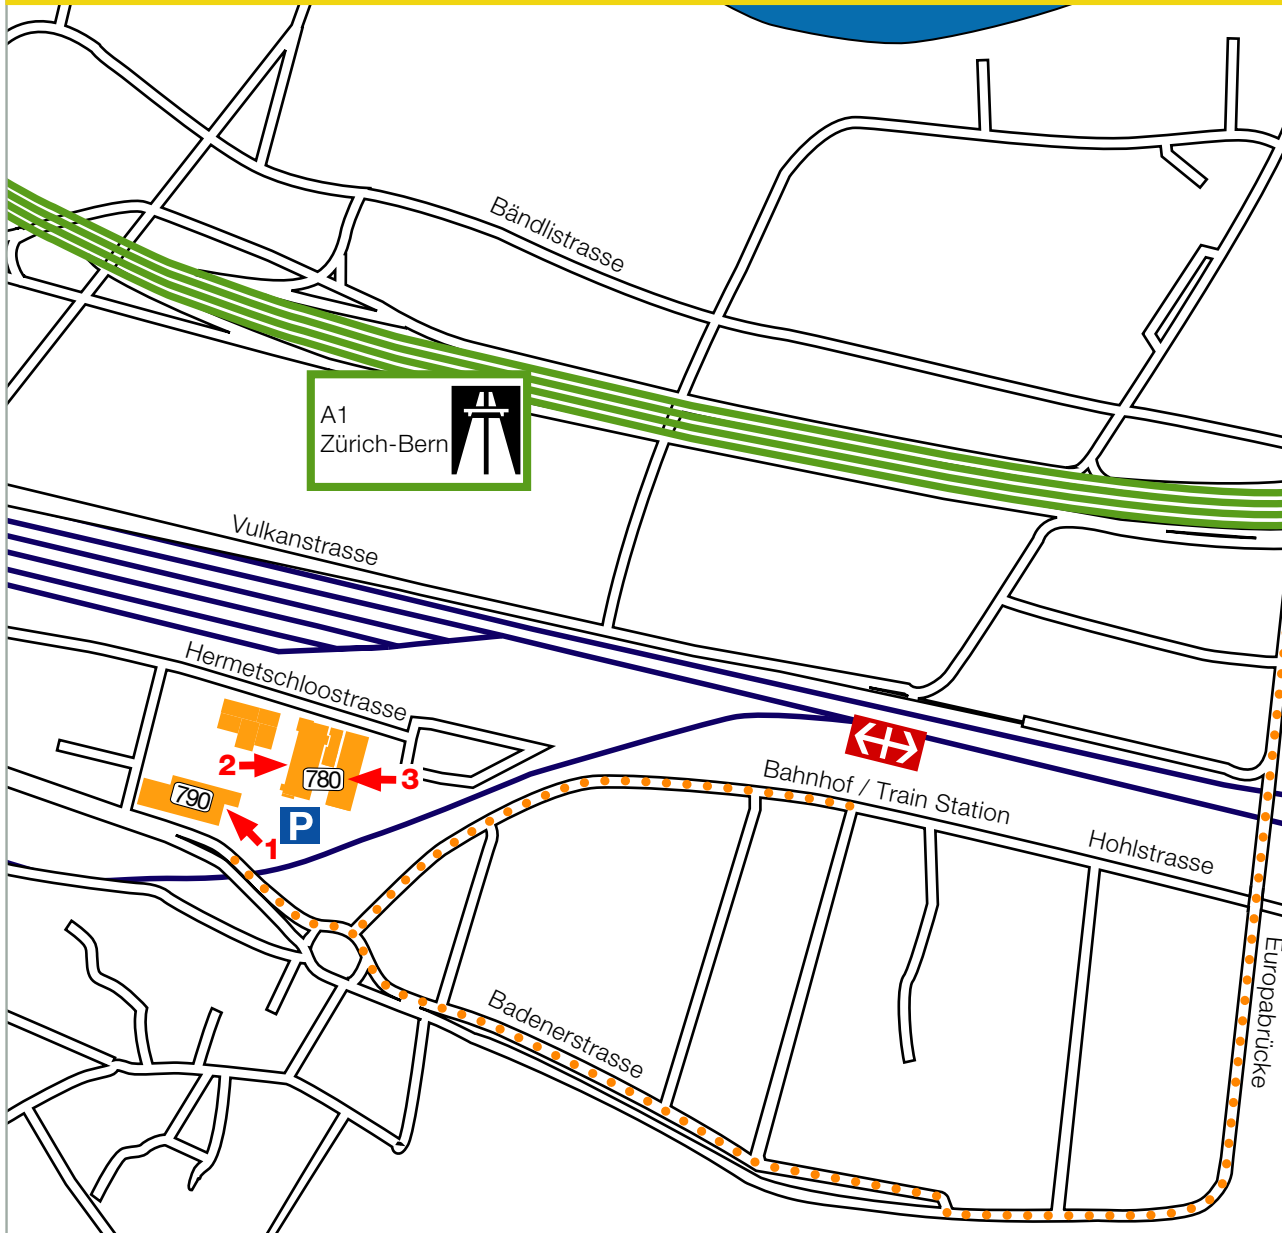 Bändlistrasse
A1
Zürich-Bern
Vulkanstrasse
Hermetschloostrasse
2
780
3
790
P
1
Bahnhof / Train Station
Hohlstrasse
Europabrücke
Badenerstrasse